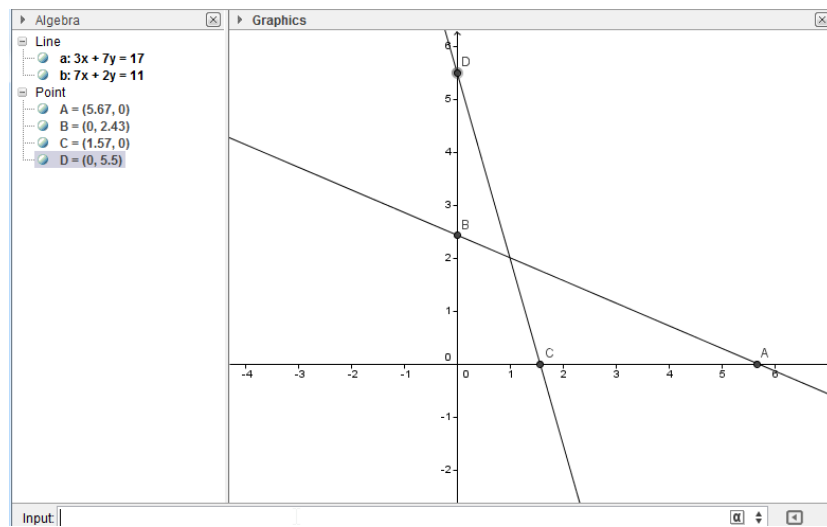 Algebra
Line
a: 3x + 7y = 17
b: 7x + 2y = 11
Point
A = (5.67, 0)
B = (0, 2.43)
C = (1.57, 0)
D = (0, 5.5)
Graphics
6
D
5
4
3
B
2
1
0
C
A
-4 -3 -2 -1 0 1 2 3 4 5 6
-1
-2
Input:
α